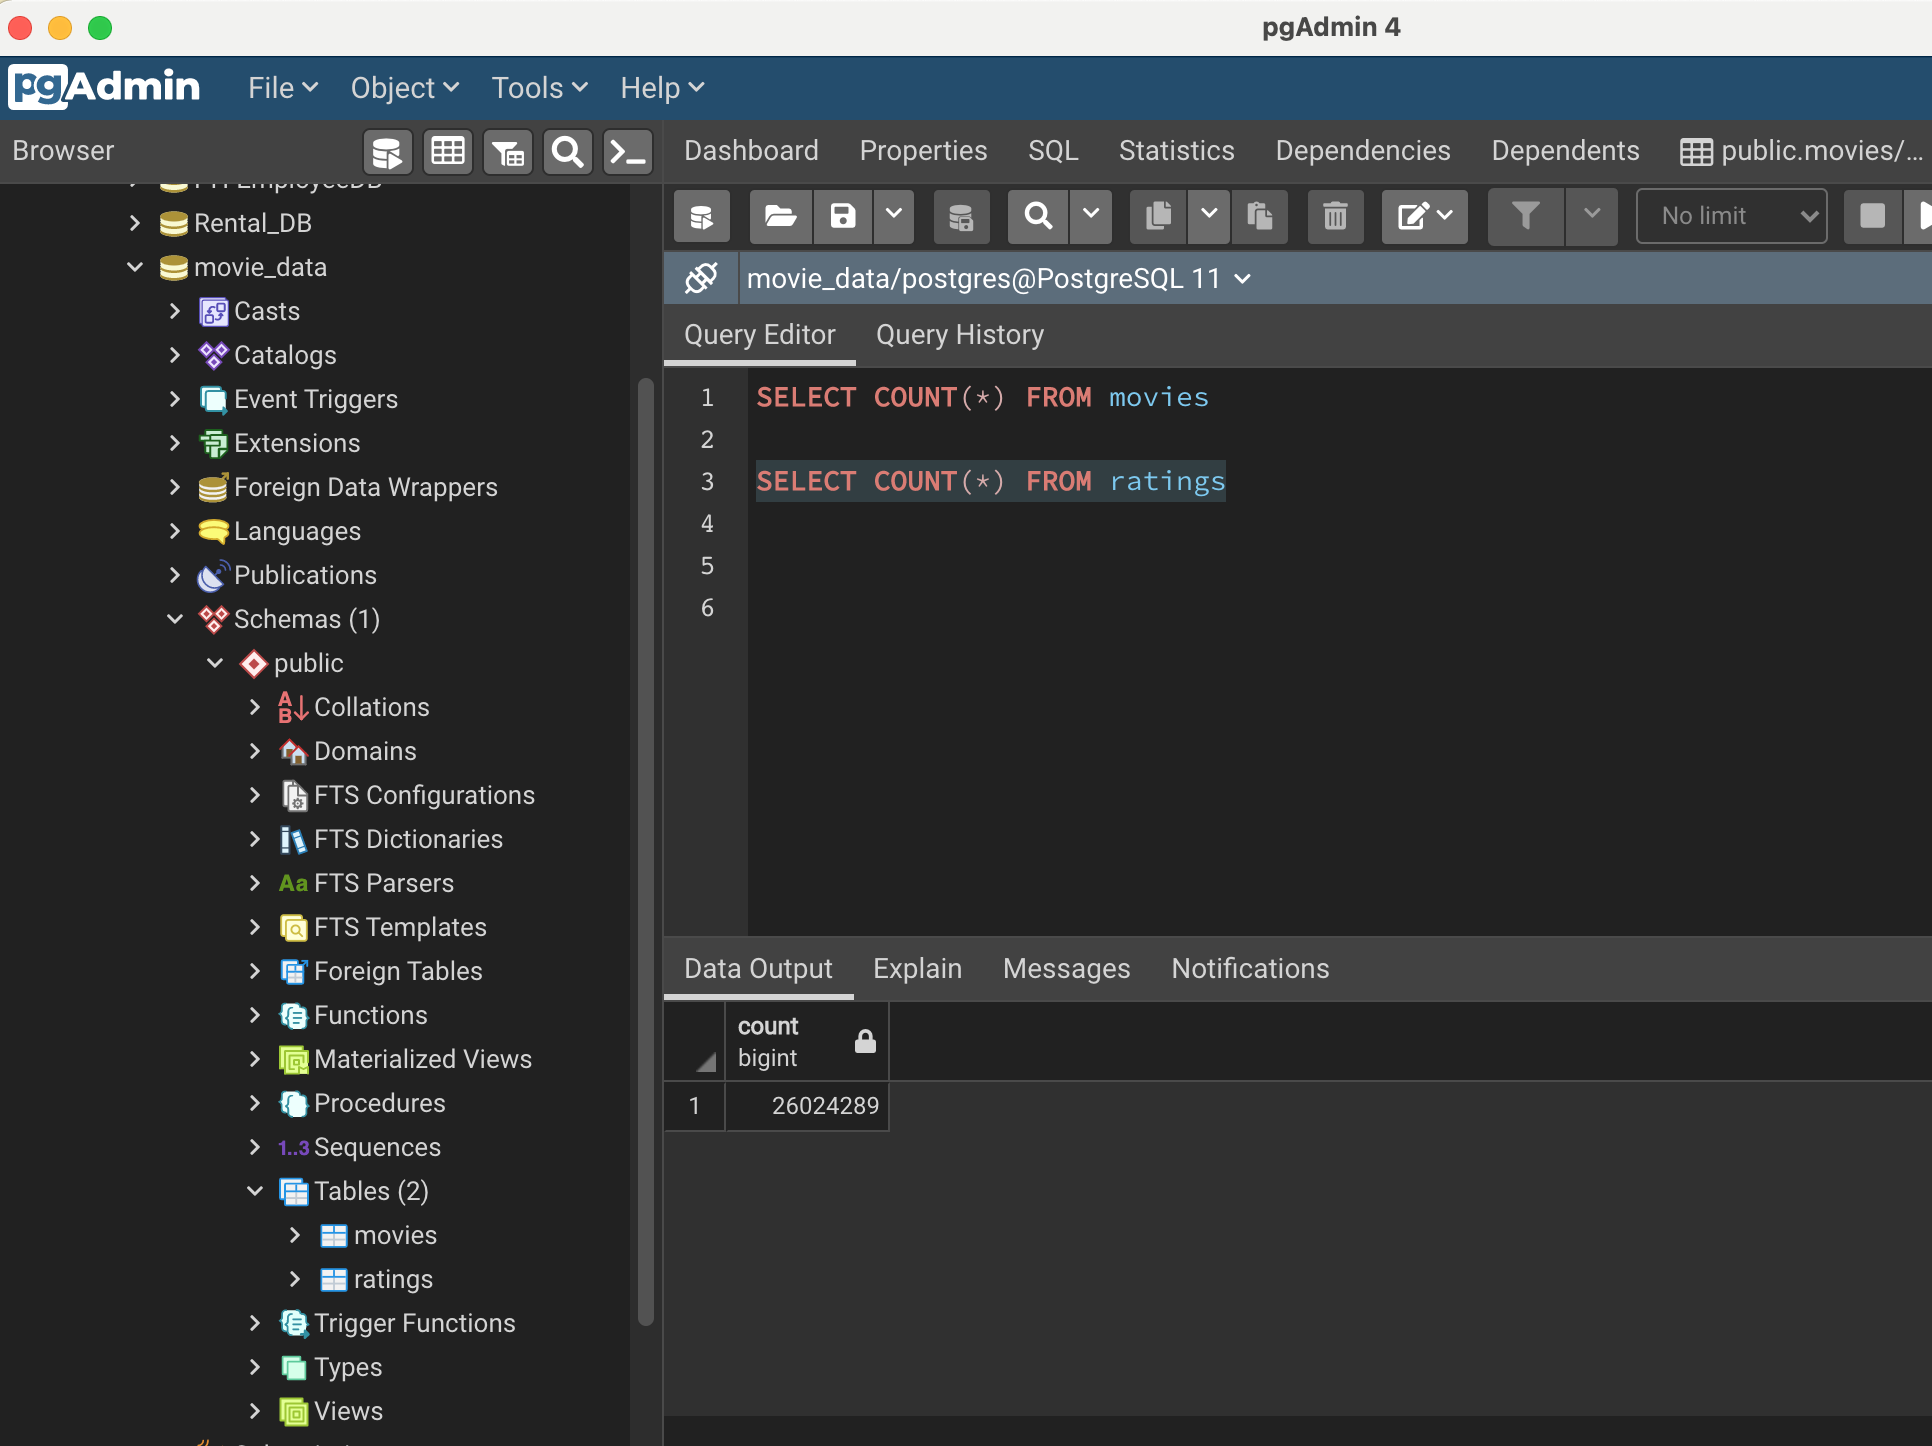 pgAdmin 4
pgAdmin File Object Tools Help
Browser
Dashboard Properties SQL Statistics Dependencies Dependents public.movies/...
Rental_DB
No limit
movie_data
movie_data/postgres@PostgreSQL 11
Casts
Catalogs
Event Triggers
Extensions
Foreign Data Wrappers
Languages
Publications
Schemas (1)
public
A
B
Collations
Domains
FTS Configurations
FTS Dictionaries
Aa FTS Parsers
FTS Templates
Foreign Tables
Functions
Materialized Views
Procedures
1..3 Sequences
Tables (2)
movies
ratings
Trigger Functions
Types
Views
Query Editor Query History
1 SELECT COUNT(*) FROM movies
2
3 SELECT COUNT(*) FROM ratings
4
5
6
Data Output Explain Messages Notifications
count
bigint
1 26024289